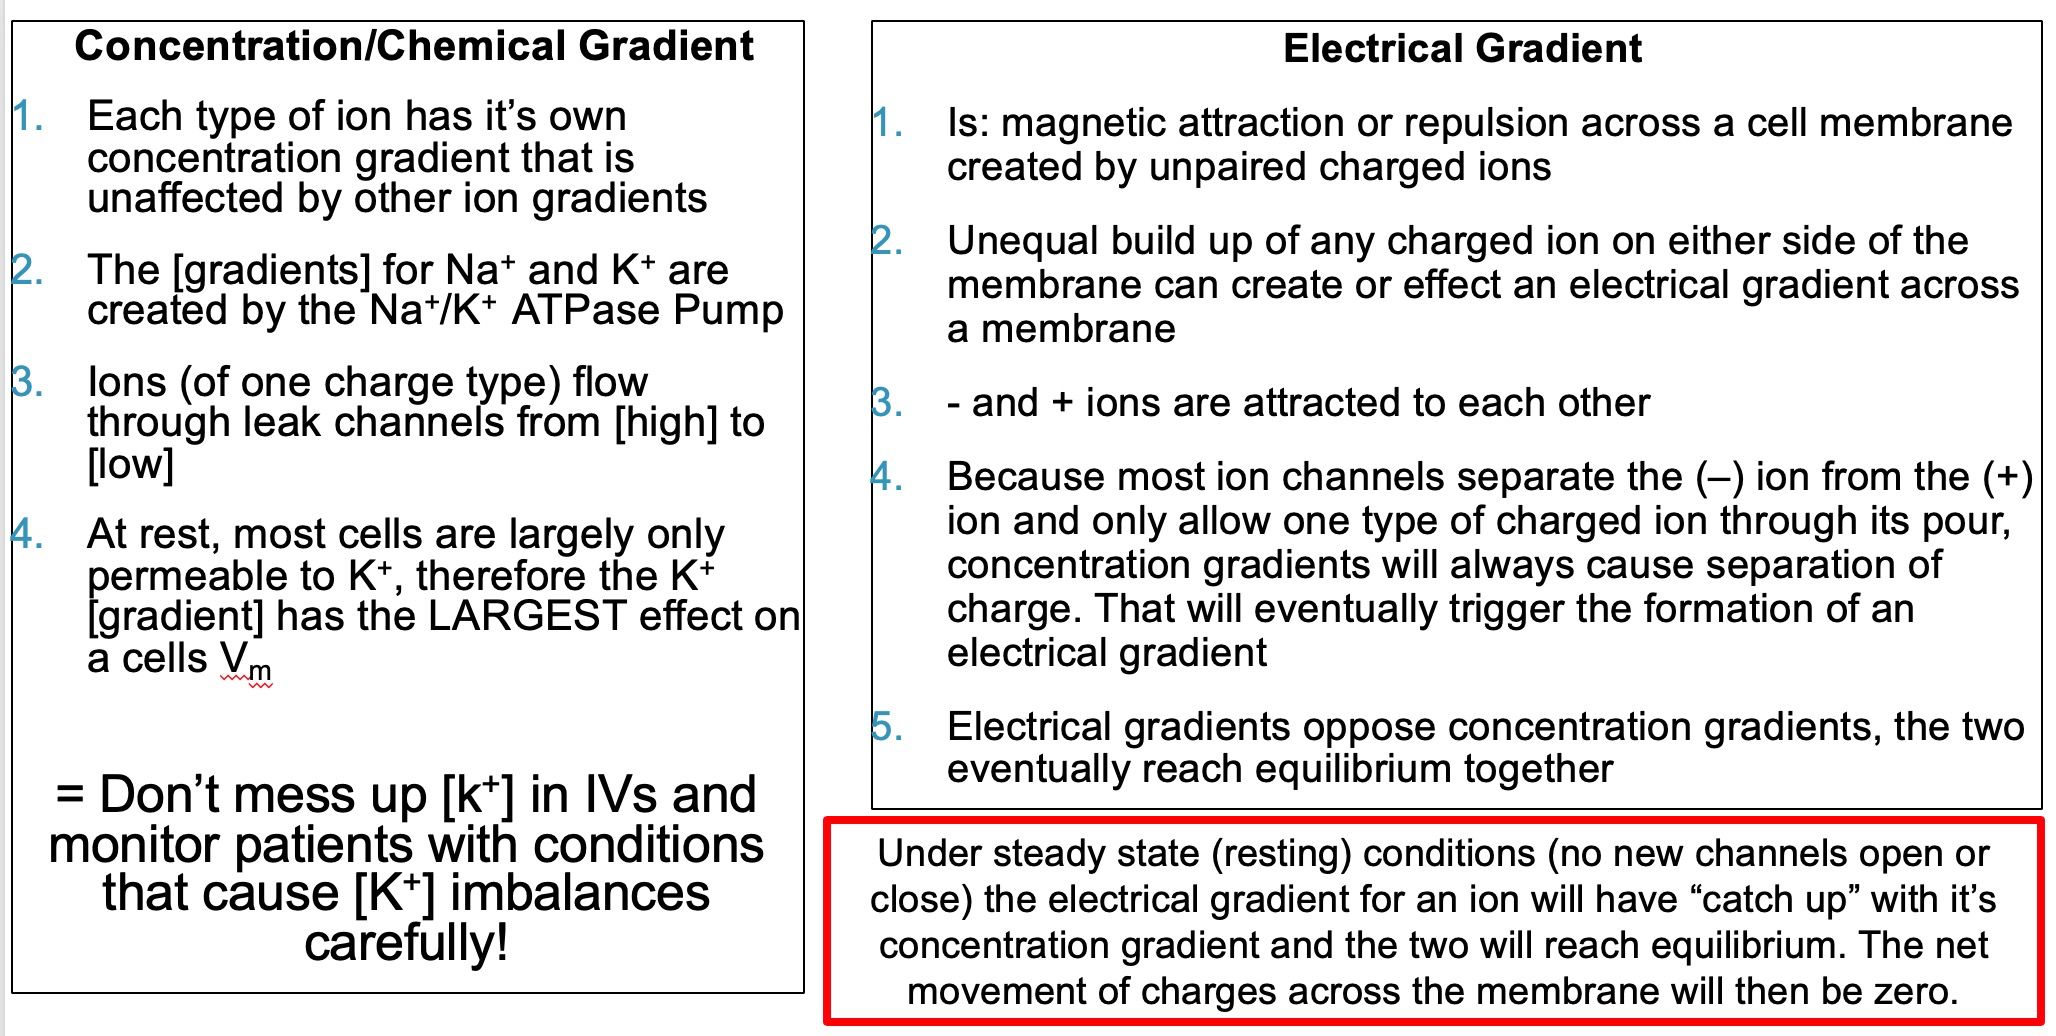 Concentration/Chemical Gradient
1. Each type of ion has it’s own
concentration gradient that is
unaffected by other ion gradients
2. The [gradients] for Na⁺ and K⁺ are
created by the Na⁺/K⁺ ATPase Pump
3. Ions (of one charge type) flow
through leak channels from [high] to
[low]
4. At rest, most cells are largely only
permeable to K⁺, therefore the K⁺
[gradient] has the LARGEST effect on
a cells Vₘ
= Don’t mess up [k⁺] in IVs and
monitor patients with conditions
that cause [K⁺] imbalances
carefully!
Electrical Gradient
1. Is: magnetic attraction or repulsion across a cell membrane
created by unpaired charged ions
2. Unequal build up of any charged ion on either side of the
membrane can create or effect an electrical gradient across
a membrane
3. - and + ions are attracted to each other
4. Because most ion channels separate the (–) ion from the (+)
ion and only allow one type of charged ion through its pour,
concentration gradients will always cause separation of
charge. That will eventually trigger the formation of an
electrical gradient
5. Electrical gradients oppose concentration gradients, the two
eventually reach equilibrium together
Under steady state (resting) conditions (no new channels open or
close) the electrical gradient for an ion will have “catch up” with it’s
concentration gradient and the two will reach equilibrium. The net
movement of charges across the membrane will then be zero.